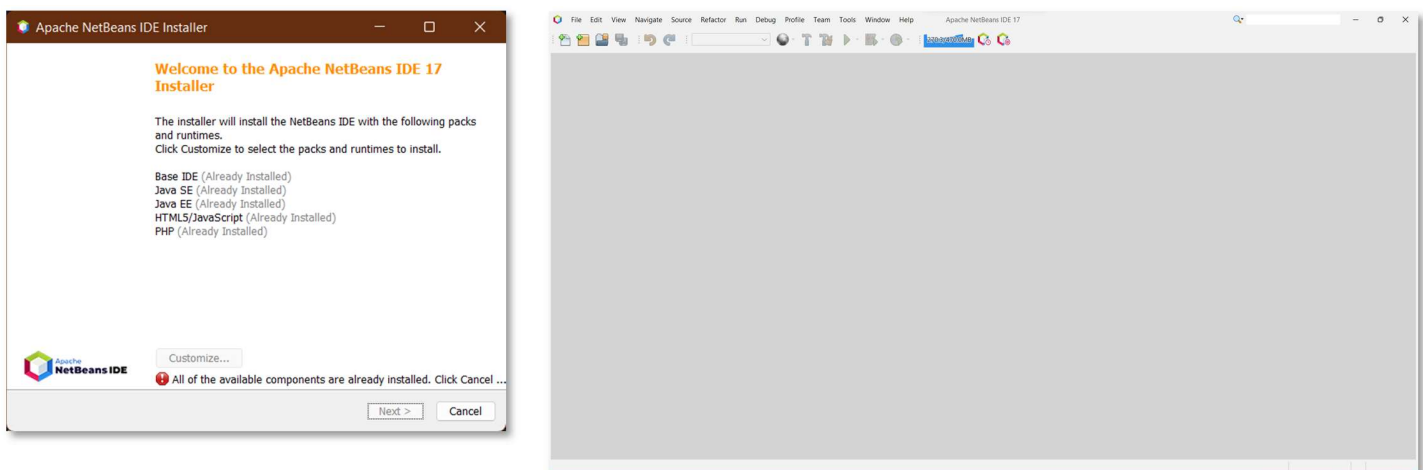 Apache NetBeans IDE Installer
Welcome to the Apache NetBeans IDE 17
Installer
The installer will install the NetBeans IDE with the following packs
and runtimes.
Click Customize to select the packs and runtimes to install.
Base IDE (Already Installed)
Java SE (Already Installed)
Java EE (Already Installed)
HTML5/JavaScript (Already Installed)
PHP (Already Installed)
Customize...
Apache
NetBeans IDE
All of the available components are already installed. Click Cancel ...
Next >
Cancel
File Edit View Navigate Source Refactor Run Debug Profile Team Tools Window Help Apache NetBeans IDE 17